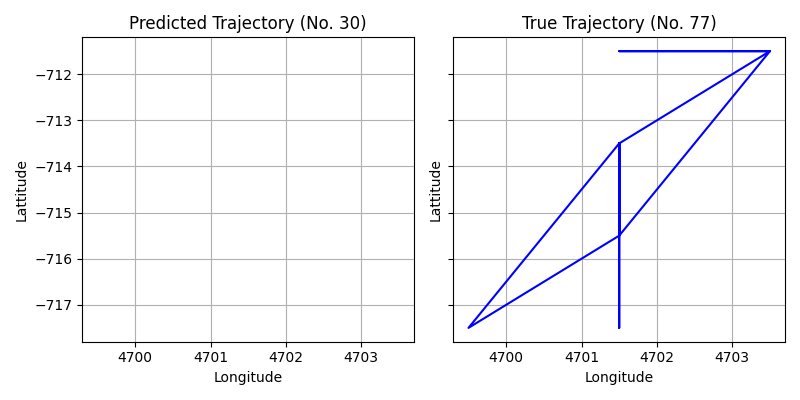 Predicted Trajectory (No. 30)
True Trajectory (No. 77)
−712
−713
−714
−715
−716
−717
Lattitude
Lattitude
4700
4701
4702
4703
4700
4701
4702
4703
Longitude
Longitude